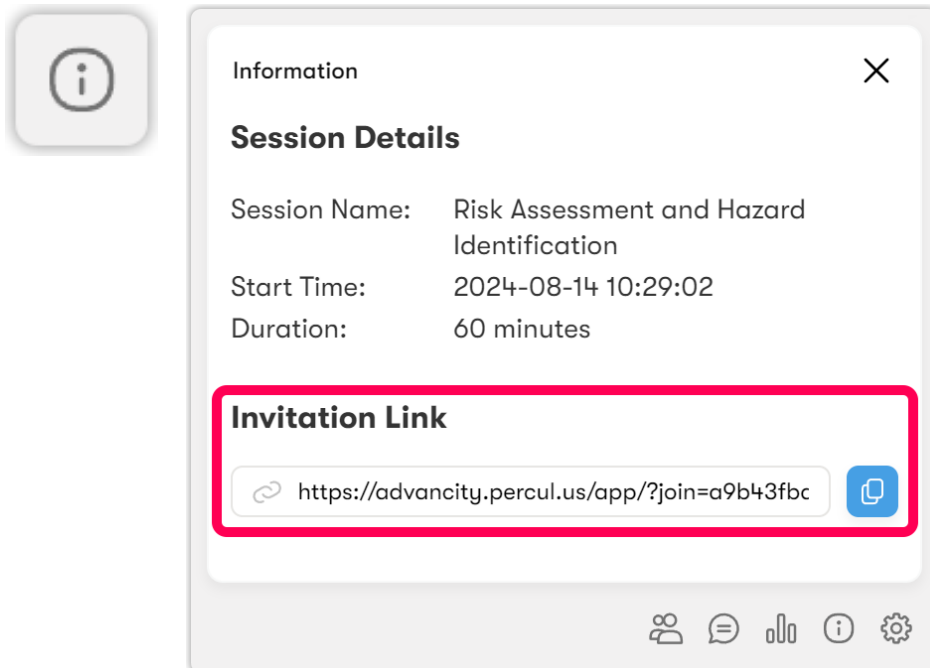 Information
Session Details
Session Name: Risk Assessment and Hazard
Identification
Start Time: 2024-08-14 10:29:02
Duration: 60 minutes
Invitation Link
https://advancity.percul.us/app/?join=a9b43fbc